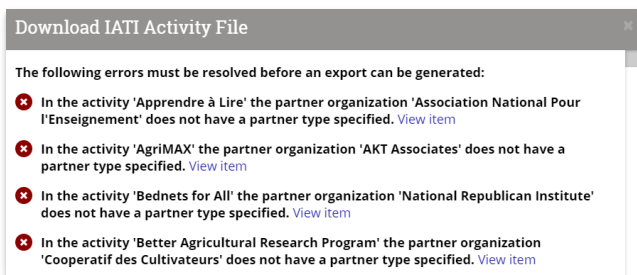 Download IATI Activity File
The following errors must be resolved before an export can be generated:
In the activity 'Apprendre à Lire' the partner organization 'Association National Pour
l'Enseignement' does not have a partner type specified. View item
In the activity 'AgriMAX' the partner organization 'AKT Associates' does not have a
partner type specified. View item
In the activity 'Bednets for All' the partner organization 'National Republican Institute'
does not have a partner type specified. View item
In the activity 'Better Agricultural Research Program' the partner organization
'Cooperatif des Cultivateurs' does not have a partner type specified. View item